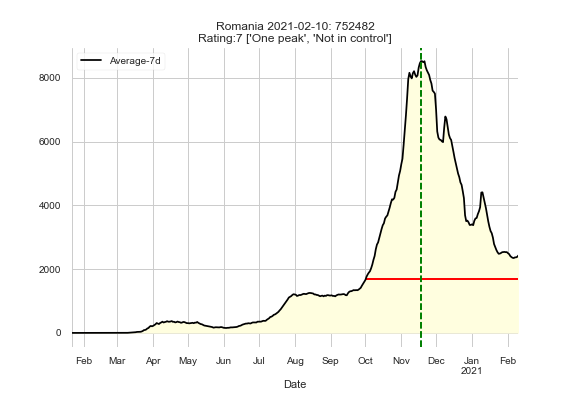 Romania 2021-02-10: 752482
Rating:7 ['One peak', 'Not in control']
Average-7d
8000
6000
4000
2000
0
Feb Mar Apr May Jun Jul Aug Sep Oct Nov Dec Jan Feb
2021
Date